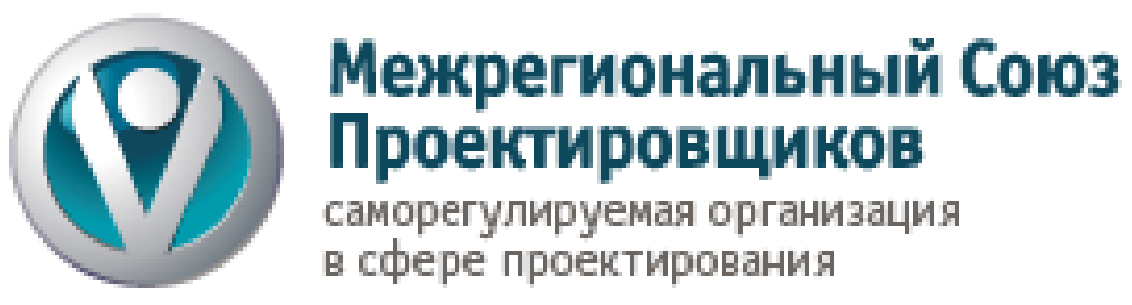 Межрегиональный Союз
Проектировщиков
саморегулируемая организация
в сфере проектирования